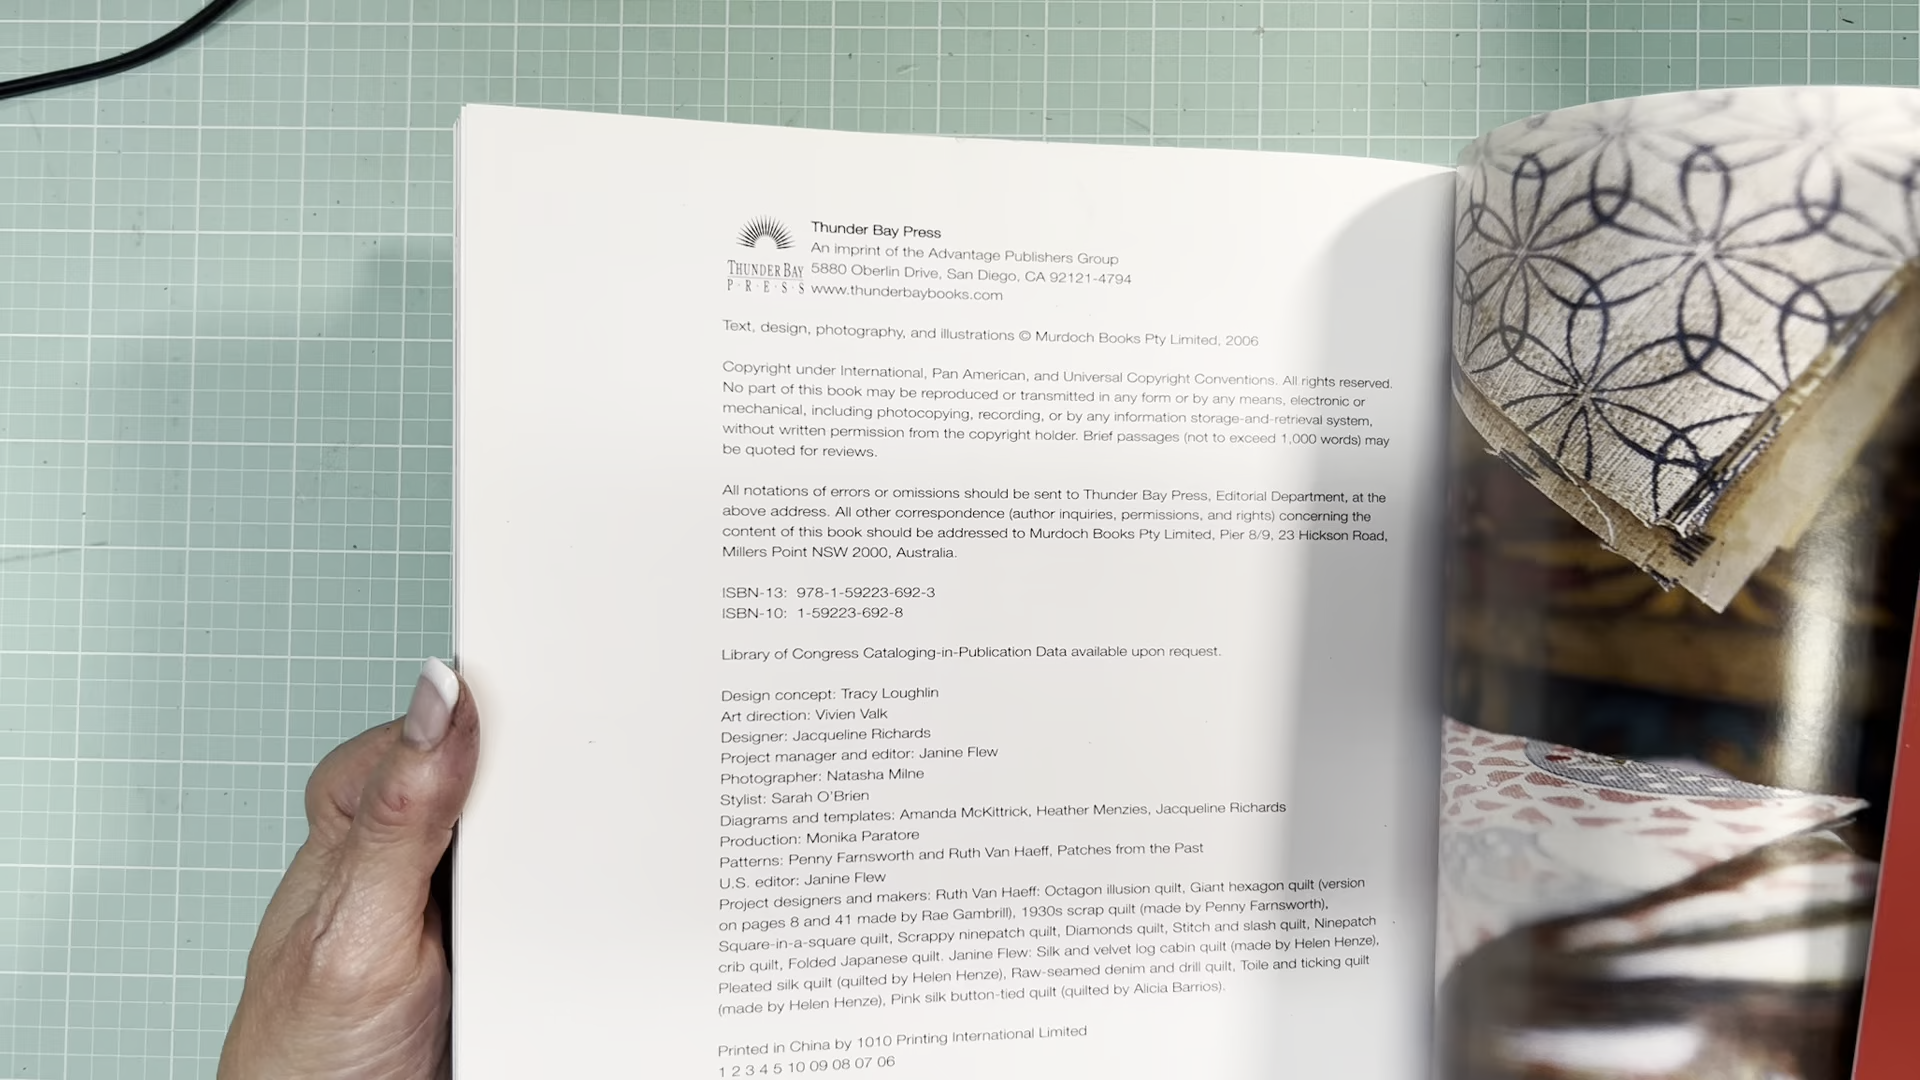 Thunder Bay Press
An imprint of the Advantage Publishers Group
THUNDER BAY 5880 Oberlin Drive, San Diego, CA 92121-4794
P·R·E·S·S www.thunderbaybooks.com
Text, design, photography, and illustrations © Murdoch Books Pty Limited, 2006
Copyright under International, Pan American, and Universal Copyright Conventions. All rights reserved.
No part of this book may be reproduced or transmitted in any form or by any means, electronic or
mechanical, including photocopying, recording, or by any information storage-and-retrieval system,
without written permission from the copyright holder. Brief passages (not to exceed 1,000 words) may
be quoted for reviews.
All notations of errors or omissions should be sent to Thunder Bay Press, Editorial Department, at the
above address. All other correspondence (author inquiries, permissions, and rights) concerning the
content of this book should be addressed to Murdoch Books Pty Limited, Pier 8/9, 23 Hickson Road,
Millers Point NSW 2000, Australia.
ISBN-13: 978-1-59223-692-3
ISBN-10: 1-59223-692-8
Library of Congress Cataloging-in-Publication Data available upon request.
Design concept: Tracy Loughlin
Art direction: Vivien Valk
Designer: Jacqueline Richards
Project manager and editor: Janine Flew
Photographer: Natasha Milne
Stylist: Sarah O'Brien
Diagrams and templates: Amanda McKittrick, Heather Menzies, Jacqueline Richards
Production: Monika Paratore
Patterns: Penny Farnsworth and Ruth Van Haeff, Patches from the Past
U.S. editor: Janine Flew
Project designers and makers: Ruth Van Haeff: Octagon illusion quilt, Giant hexagon quilt (version
on pages 8 and 41 made by Rae Gambrill), 1930s scrap quilt (made by Penny Farnsworth),
Square-in-a-square quilt, Scrappy ninepatch quilt, Diamonds quilt, Stitch and slash quilt, Ninepatch
crib quilt, Folded Japanese quilt. Janine Flew: Silk and velvet log cabin quilt (made by Helen Henze),
Pleated silk quilt (quilted by Helen Henze), Raw-seamed denim and drill quilt, Toile and ticking quilt
(made by Helen Henze), Pink silk button-tied quilt (quilted by Alicia Barrios).
Printed in China by 1010 Printing International Limited
1 2 3 4 5 10 09 08 07 06